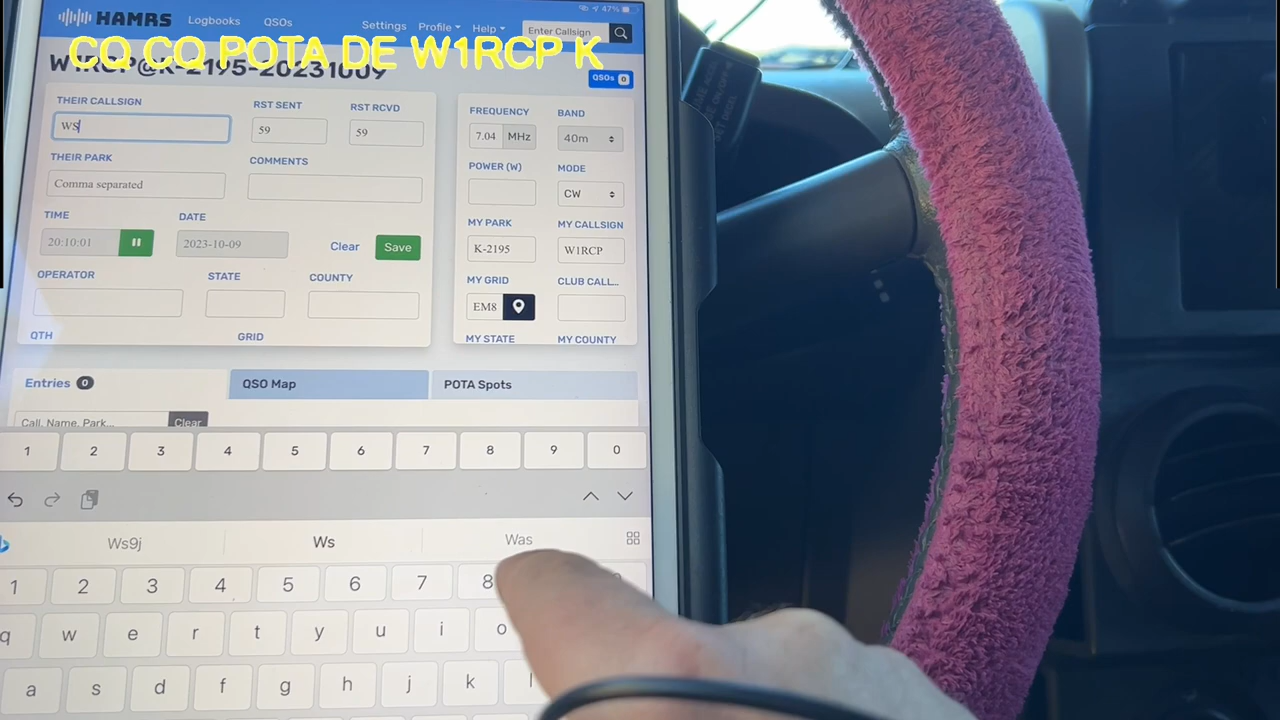 47%
HAMRS Logbooks QSOs Settings Profile Help Enter Callsign
CQ CQ POTA DE W1RCP K
W1RCP@K-2195-20231009
QSOs 0
THEIR CALLSIGN RST SENT RST RCVD
WS 59 59
THEIR PARK COMMENTS
Comma separated
TIME DATE
20:10:01 2023-10-09 Clear Save
OPERATOR STATE COUNTY
QTH GRID
FREQUENCY BAND
7.04 MHz 40m
POWER (W) MODE
CW
MY PARK MY CALLSIGN
K-2195 W1RCP
MY GRID CLUB CALL...
EM8
MY STATE MY COUNTY
Entries 0 QSO Map POTA Spots
Call, Name, Park... Clear
1 2 3 4 5 6 7 8 9 0
Ws9j Ws Was
1 2 3 4 5 6 7 8
q w e r t y u i o
a s d f g h j k l